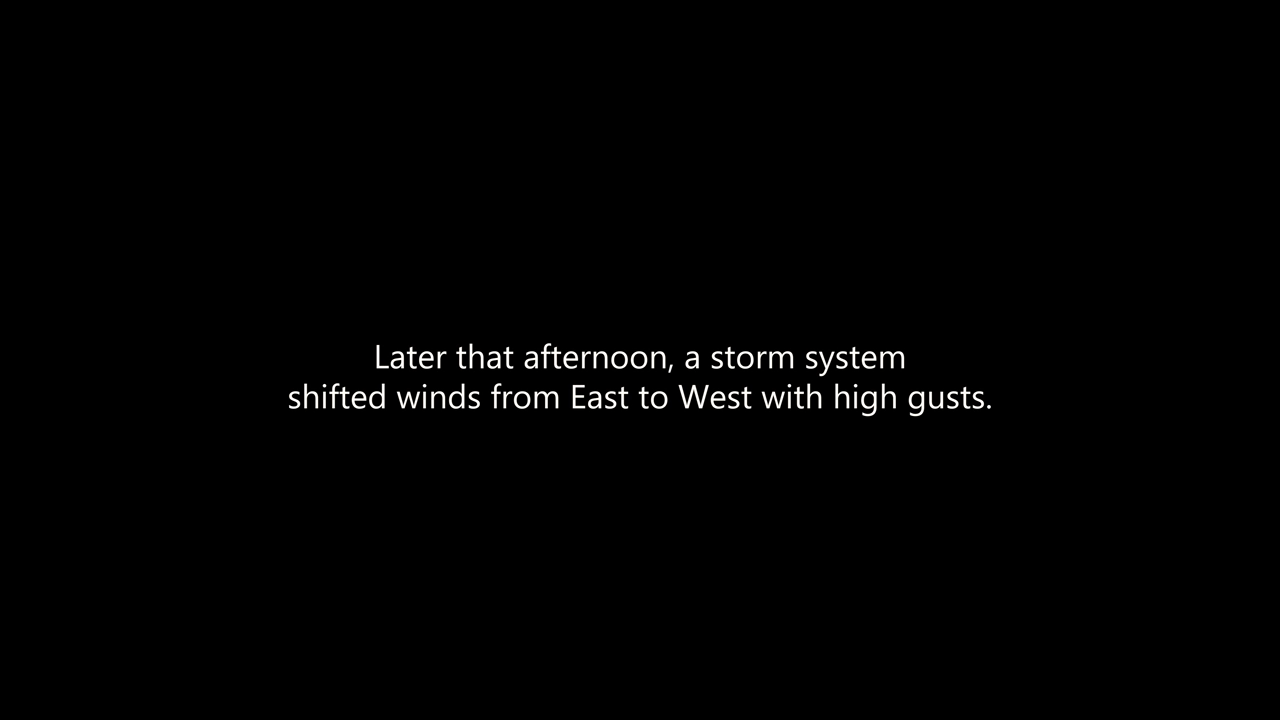 Later that afternoon, a storm system
shifted winds from East to West with high gusts.